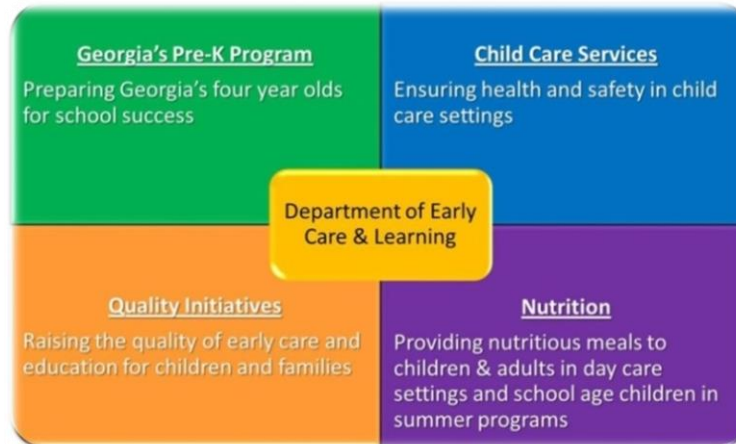 Georgia's Pre-K Program
Preparing Georgia's four year olds
for school success
Child Care Services
Ensuring health and safety in child
care settings
Department of Early
Care & Learning
Quality Initiatives
Raising the quality of early care and
education for children and families
Nutrition
Providing nutritious meals to
children & adults in day care
settings and school age children in
summer programs